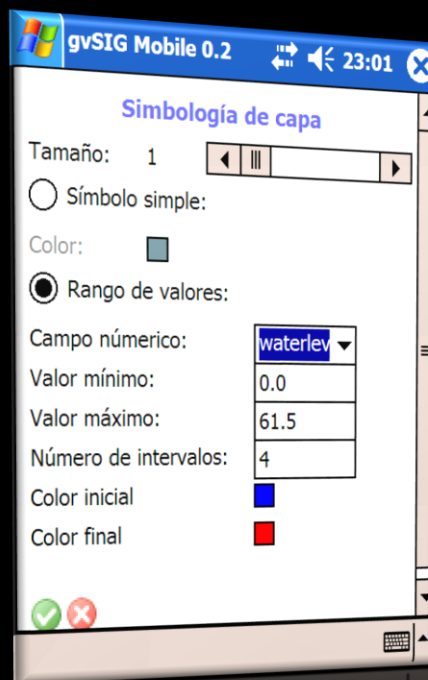 gvSIG Mobile 0.2 23:01
Simbología de capa
Tamaño: 1
Símbolo simple:
Color:
Rango de valores:
Campo númerico: waterlev
Valor mínimo: 0.0
Valor máximo: 61.5
Número de intervalos: 4
Color inicial
Color final